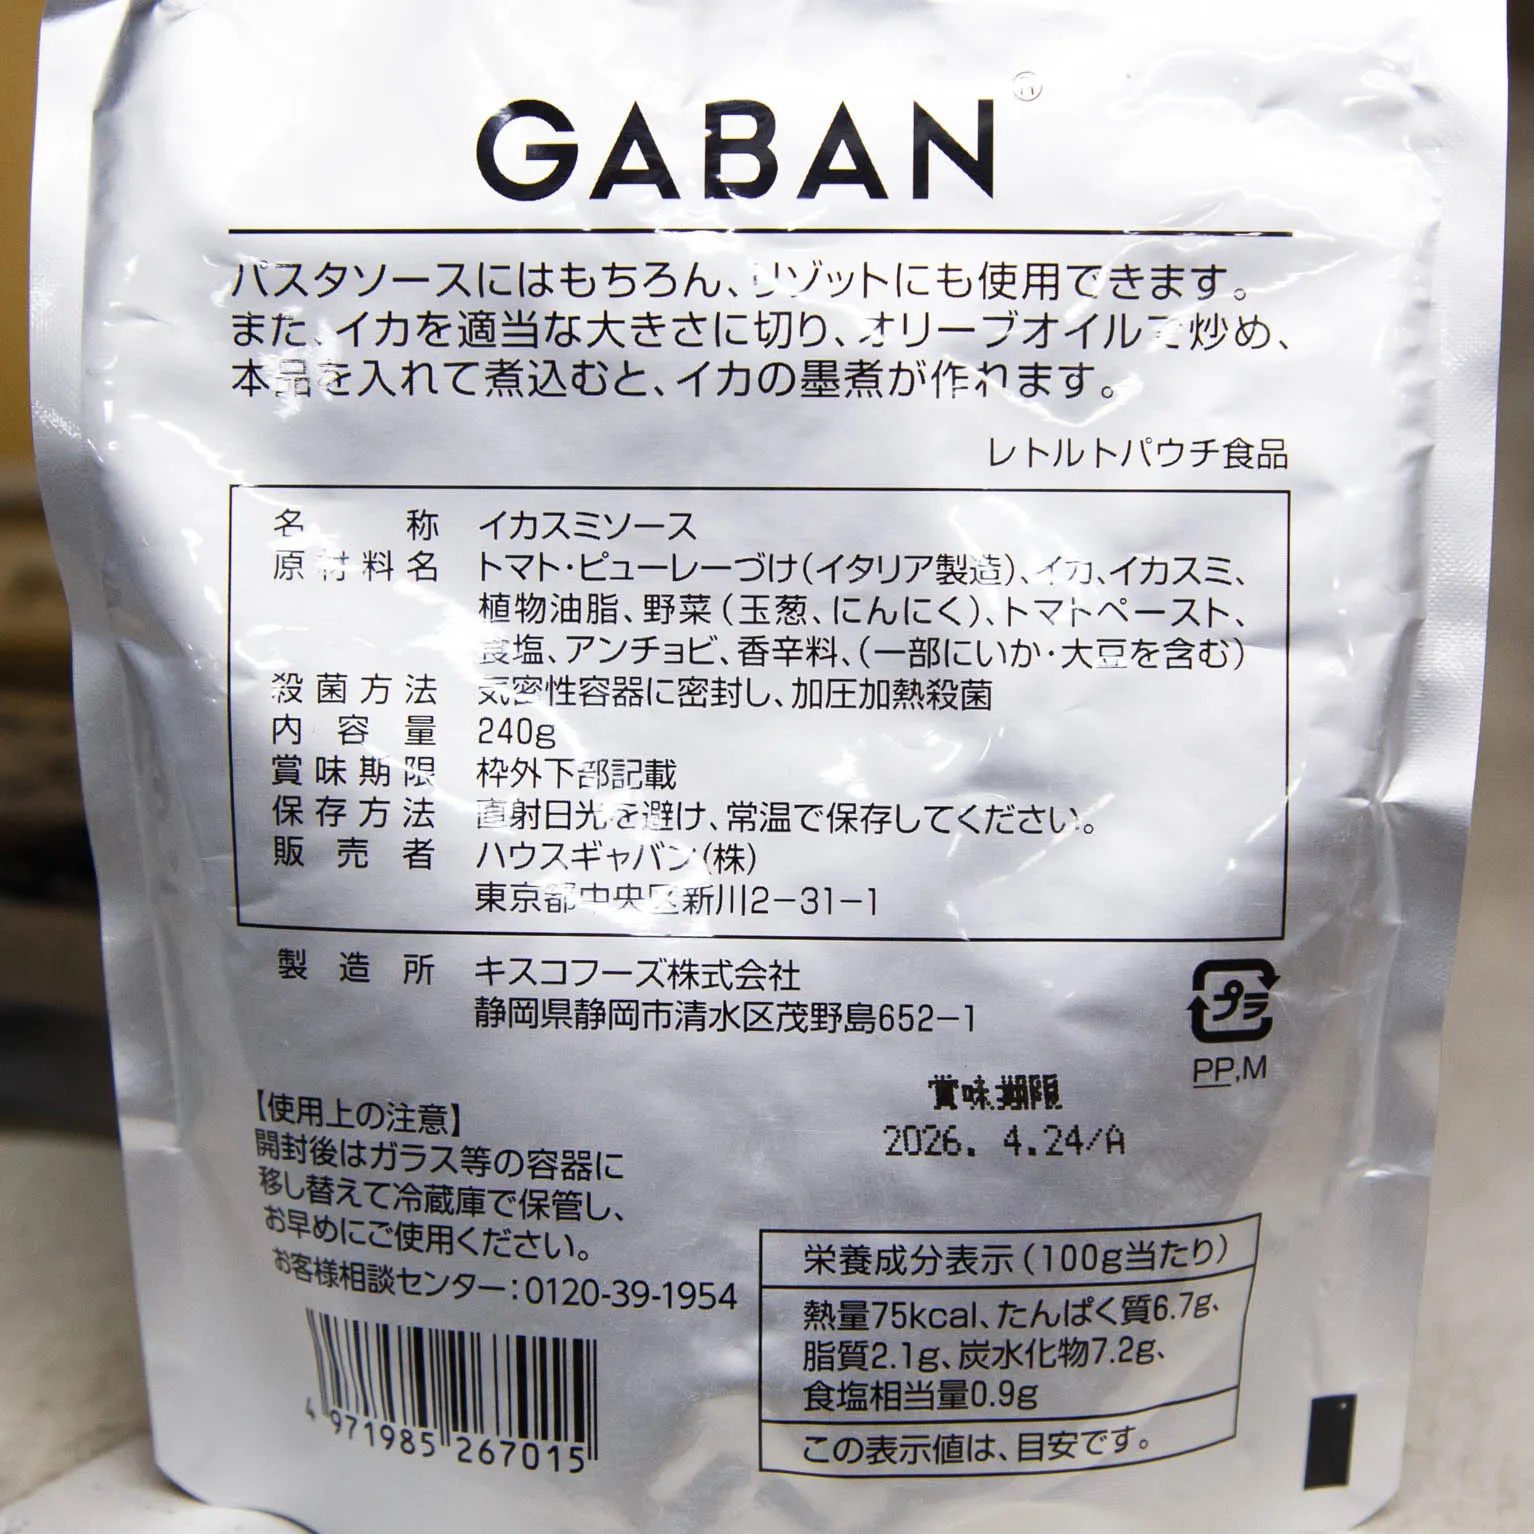 GABAN®
パスタソースにはもちろん、リゾットにも使用できます。
また、イカを適当な大きさに切り、オリーブオイルで炒め、
本品を入れて煮込むと、イカの墨煮が作れます。
レトルトパウチ食品
名称 イカスミソース
原材料名 トマト・ピューレーづけ(イタリア製造)、イカ、イカスミ、
植物油脂、野菜(玉葱、にんにく)、トマトペースト、
食塩、アンチョビ、香辛料、(一部にいか・大豆を含む)
殺菌方法 気密性容器に密封し、加圧加熱殺菌
内容量 240g
賞味期限 枠外下部記載
保存方法 直射日光を避け、常温で保存してください。
販売者 ハウスギャバン(株)
東京都中央区新川2-31-1
製造所 キスコフーズ株式会社
静岡県静岡市清水区茂野島652-1
プラ
PP,M
賞味期限
2026. 4.24/A
【使用上の注意】
開封後はガラス等の容器に
移し替えて冷蔵庫で保管し、
お早めにご使用ください。
お客様相談センター:0120-39-1954
4 971985 267015
栄養成分表示(100g当たり)
熱量75kcal、たんぱく質6.7g、
脂質2.1g、炭水化物7.2g、
食塩相当量0.9g
この表示値は、目安です。